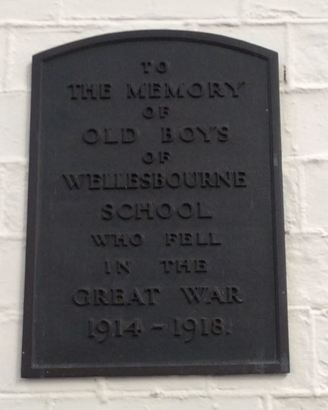 TO
THE MEMORY
OF
OLD BOYS
OF
WELLESBOURNE
SCHOOL
WHO FELL
IN THE
GREAT WAR
1914 - 1918.